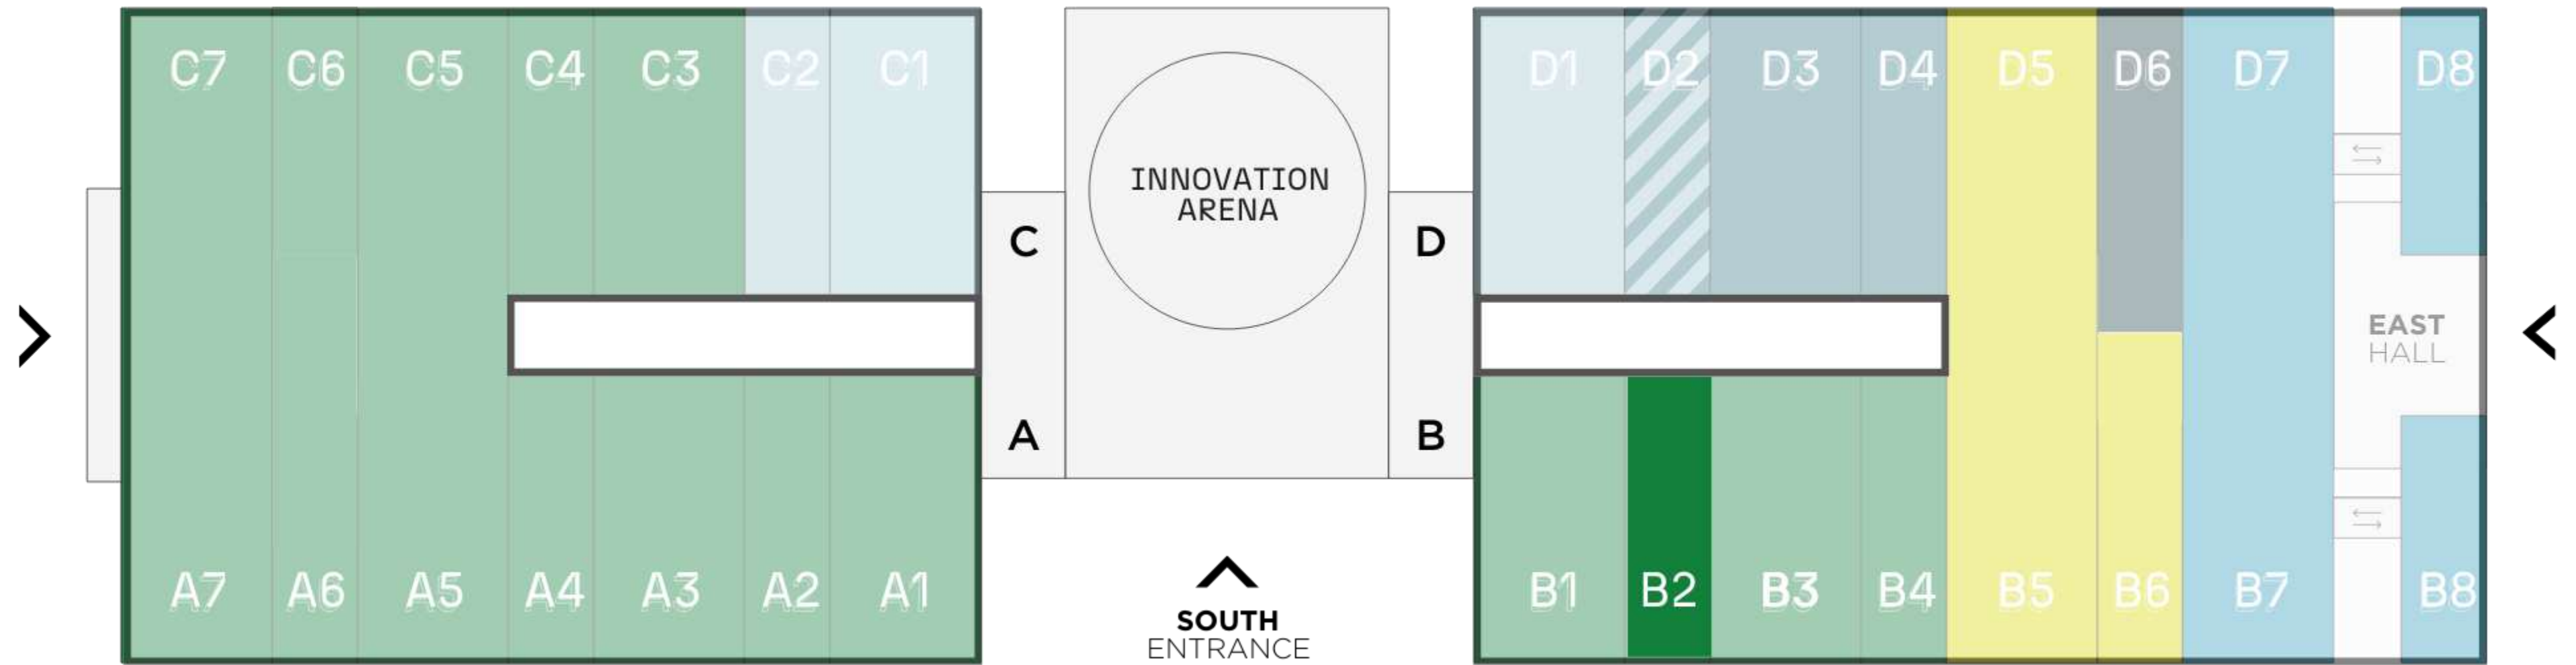 C7 C6 C5 C4 C3 C2 C1
D1 D2 D3 D4 D5 D6 D7 D8
INNOVATION
ARENA
C
D
EAST
HALL
A
B
A7 A6 A5 A4 A3 A2 A1
B1 B2 B3 B4 B5 B6 B7 B8
SOUTH
ENTRANCE